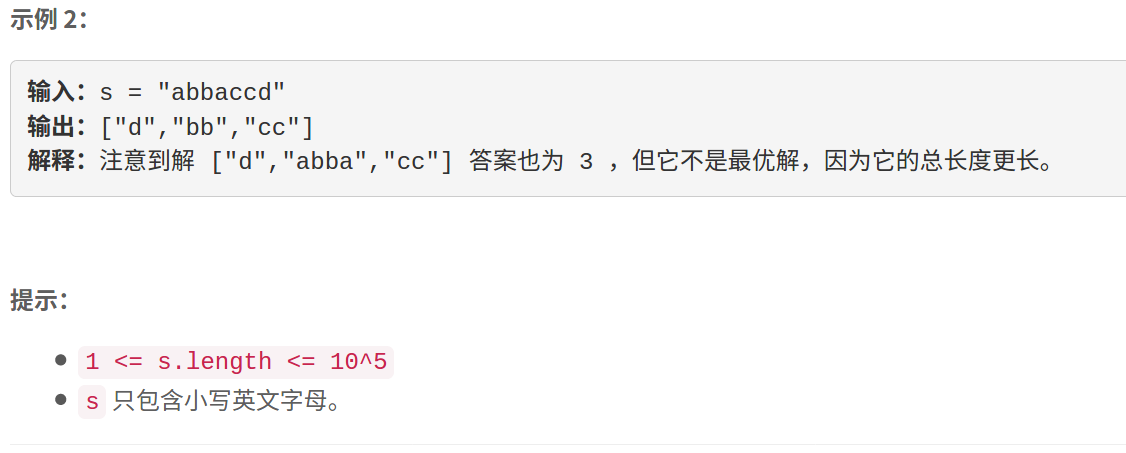 示例 2：
输入：s = "abbaccd"
输出：["d","bb","cc"]
解释：注意到解 ["d","abba","cc"] 答案也为 3 ，但它不是最优解，因为它的总长度更长。
提示：
1 <= s.length <= 10^5
s 只包含小写英文字母。